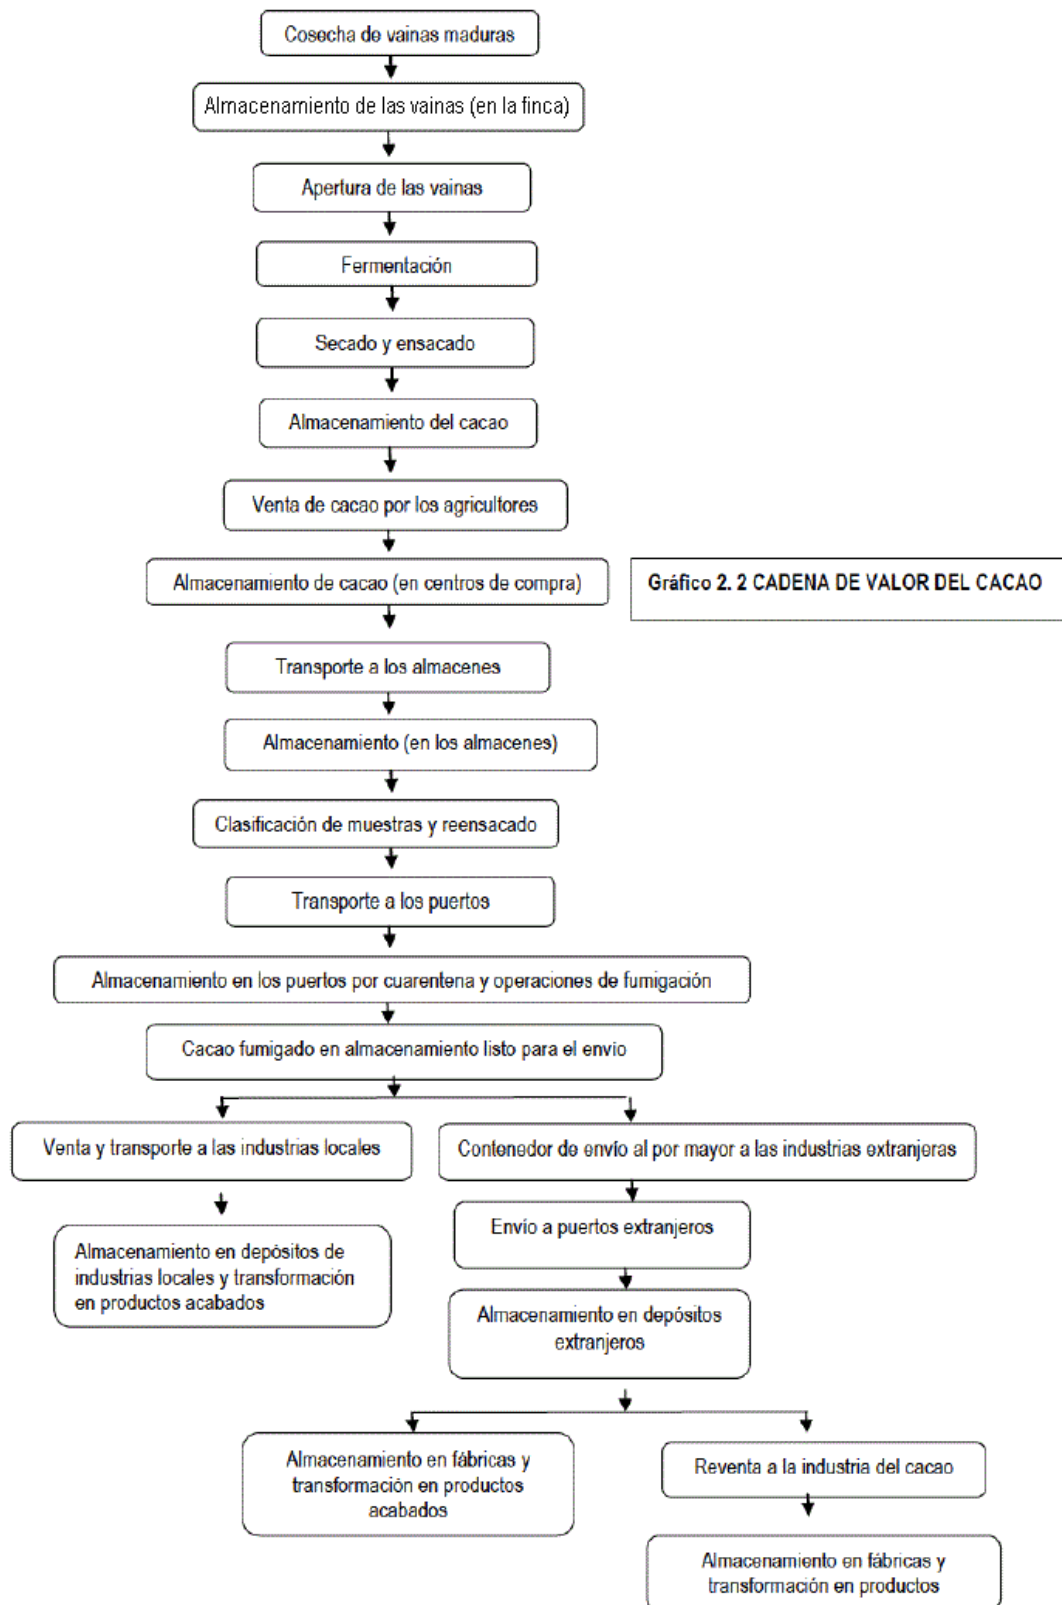 Cosecha de vainas maduras
Almacenamiento de las vainas (en la finca)
Apertura de las vainas
Fermentación
Secado y ensacado
Almacenamiento del cacao
Venta de cacao por los agricultores
Almacenamiento de cacao (en centros de compra)
Gráfico 2. 2 CADENA DE VALOR DEL CACAO
Transporte a los almacenes
Almacenamiento (en los almacenes)
Clasificación de muestras y reensacado
Transporte a los puertos
Almacenamiento en los puertos por cuarentena y operaciones de fumigación
Cacao fumigado en almacenamiento listo para el envío
Venta y transporte a las industrias locales
Contenedor de envío al por mayor a las industrias extranjeras
Envío a puertos extranjeros
Almacenamiento en depósitos de
industrias locales y transformación
en productos acabados
Almacenamiento en depósitos
extranjeros
Almacenamiento en fábricas y
transformación en productos
acabados
Reventa a la industria del cacao
Almacenamiento en fábricas y
transformación en productos